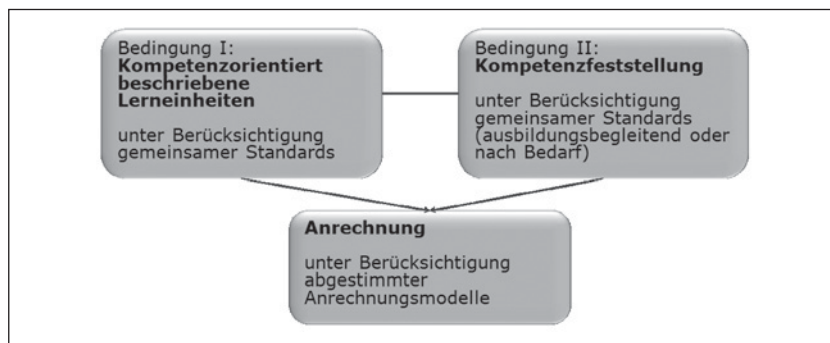 Bedingung I:
Kompetenzorientiert
beschriebene
Lerneinheiten
unter Berücksichtigung
gemeinsamer Standards
Bedingung II:
Kompetenzfeststellung
unter Berücksichtigung
gemeinsamer Standards
(ausbildungsbegleitend oder
nach Bedarf)
Anrechnung
unter Berücksichtigung
abgestimmter
Anrechnungsmodelle